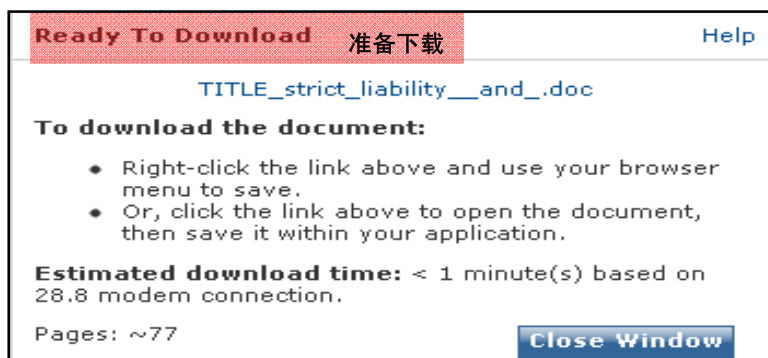 Ready To Download 准备下载 Help
TITLE_strict_liability__and_.doc
To download the document:
• Right-click the link above and use your browser
menu to save.
• Or, click the link above to open the document,
then save it within your application.
Estimated download time: < 1 minute(s) based on
28.8 modem connection.
Pages: ~77 Close Window